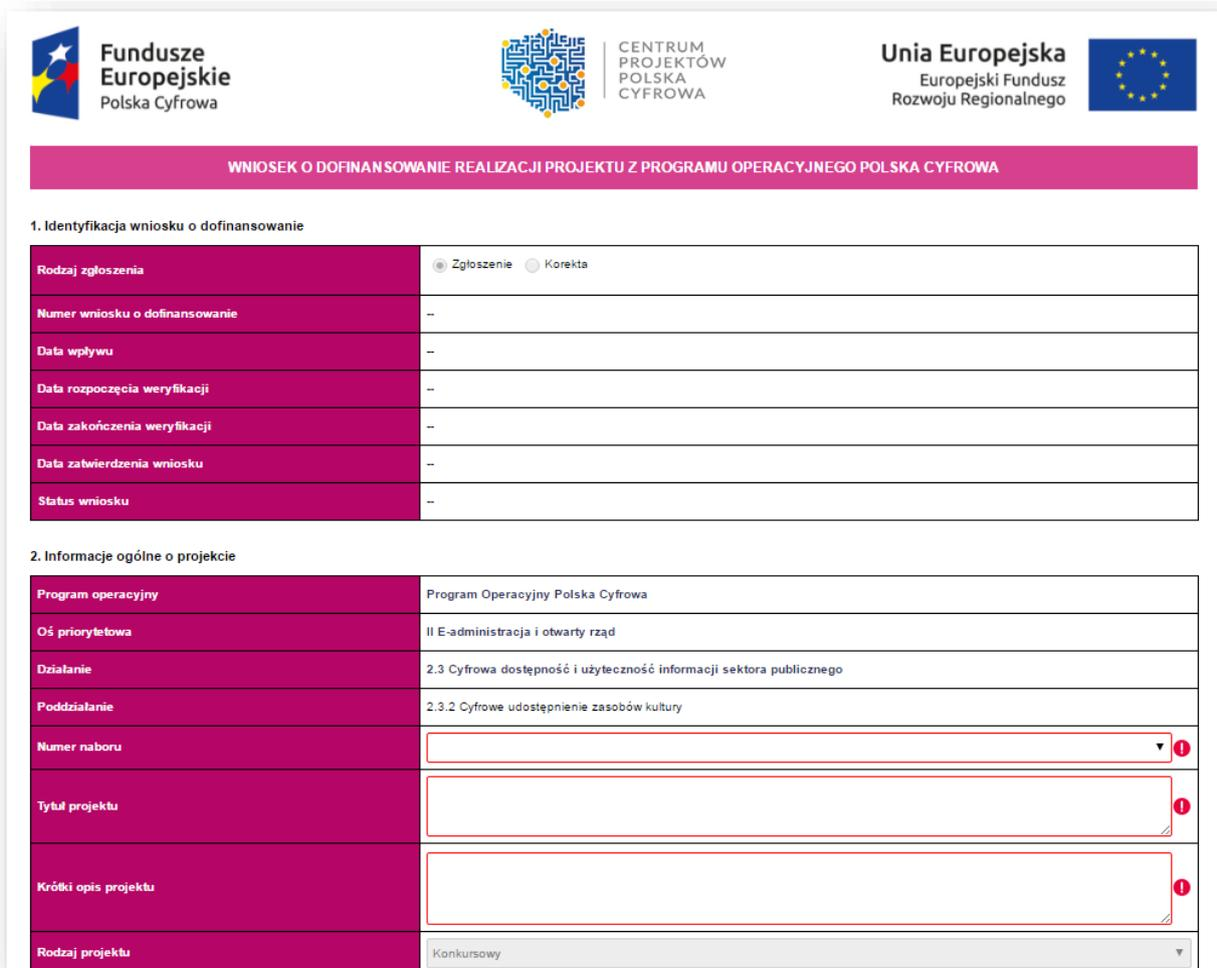 Fundusze
Europejskie
Polska Cyfrowa
CENTRUM
PROJEKTÓW
POLSKA
CYFROWA
Unia Europejska
Europejski Fundusz
Rozwoju Regionalnego
WNIOSEK O DOFINANSOWANIE REALIZACJI PROJEKTU Z PROGRAMU OPERACYJNEGO POLSKA CYFROWA
1. Identyfikacja wniosku o dofinansowanie
Rodzaj zgłoszenia Zgłoszenie Korekta
Numer wniosku o dofinansowanie --
Data wpływu --
Data rozpoczęcia weryfikacji --
Data zakończenia weryfikacji --
Data zatwierdzenia wniosku --
Status wniosku --
2. Informacje ogólne o projekcie
Program operacyjny Program Operacyjny Polska Cyfrowa
Oś priorytetowa II E-administracja i otwarty rząd
Działanie 2.3 Cyfrowa dostępność i użyteczność informacji sektora publicznego
Poddziałanie 2.3.2 Cyfrowe udostępnienie zasobów kultury
Numer naboru
Tytuł projektu
Krótki opis projektu
Rodzaj projektu Konkursowy